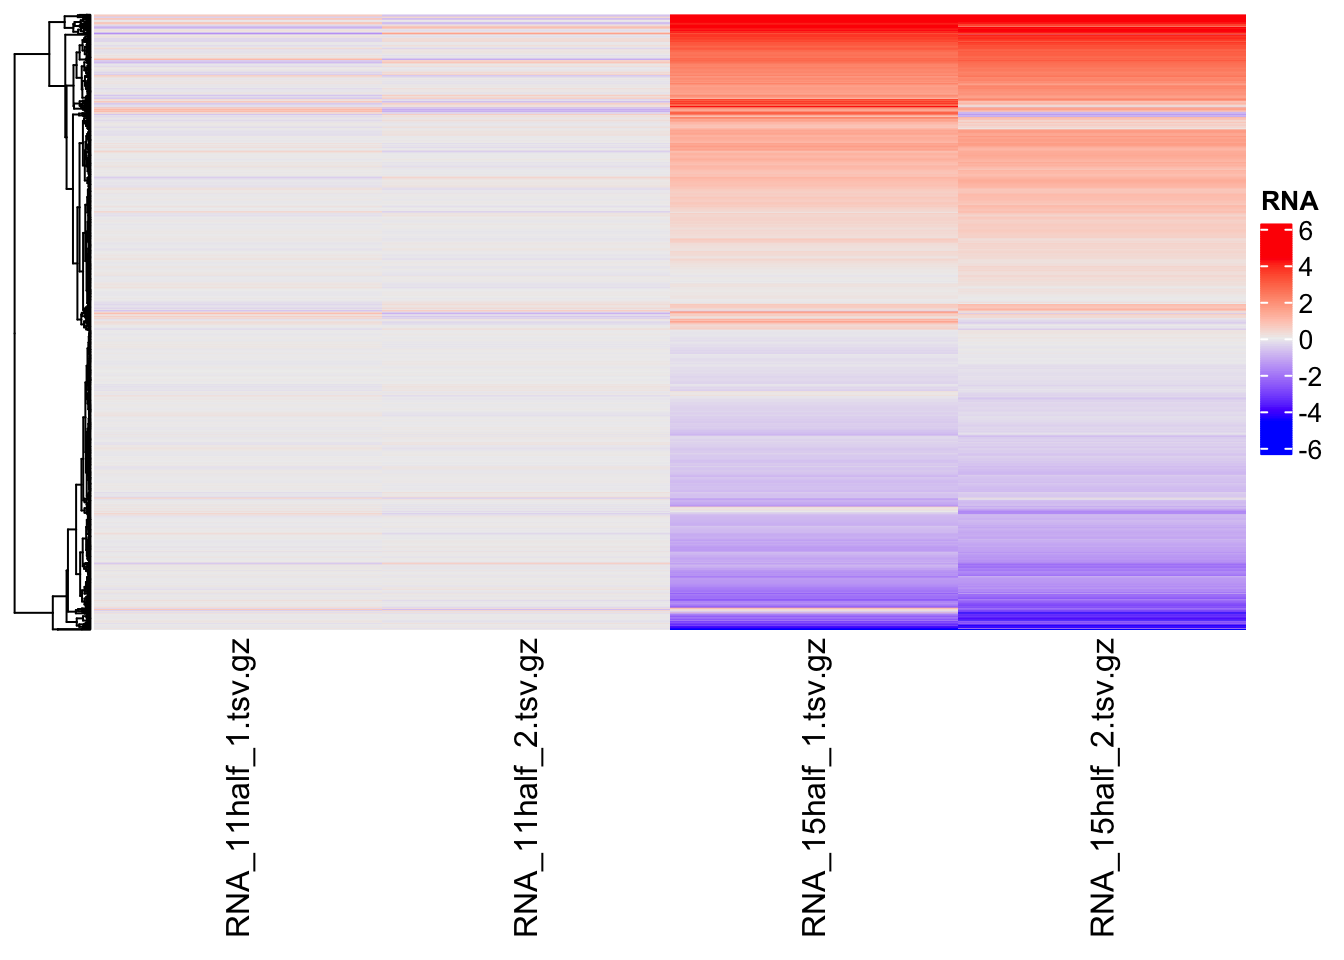 RNA
6
4
2
0
-2
-4
-6
RNA_11half_1.tsv.gz
RNA_11half_2.tsv.gz
RNA_15half_1.tsv.gz
RNA_15half_2.tsv.gz